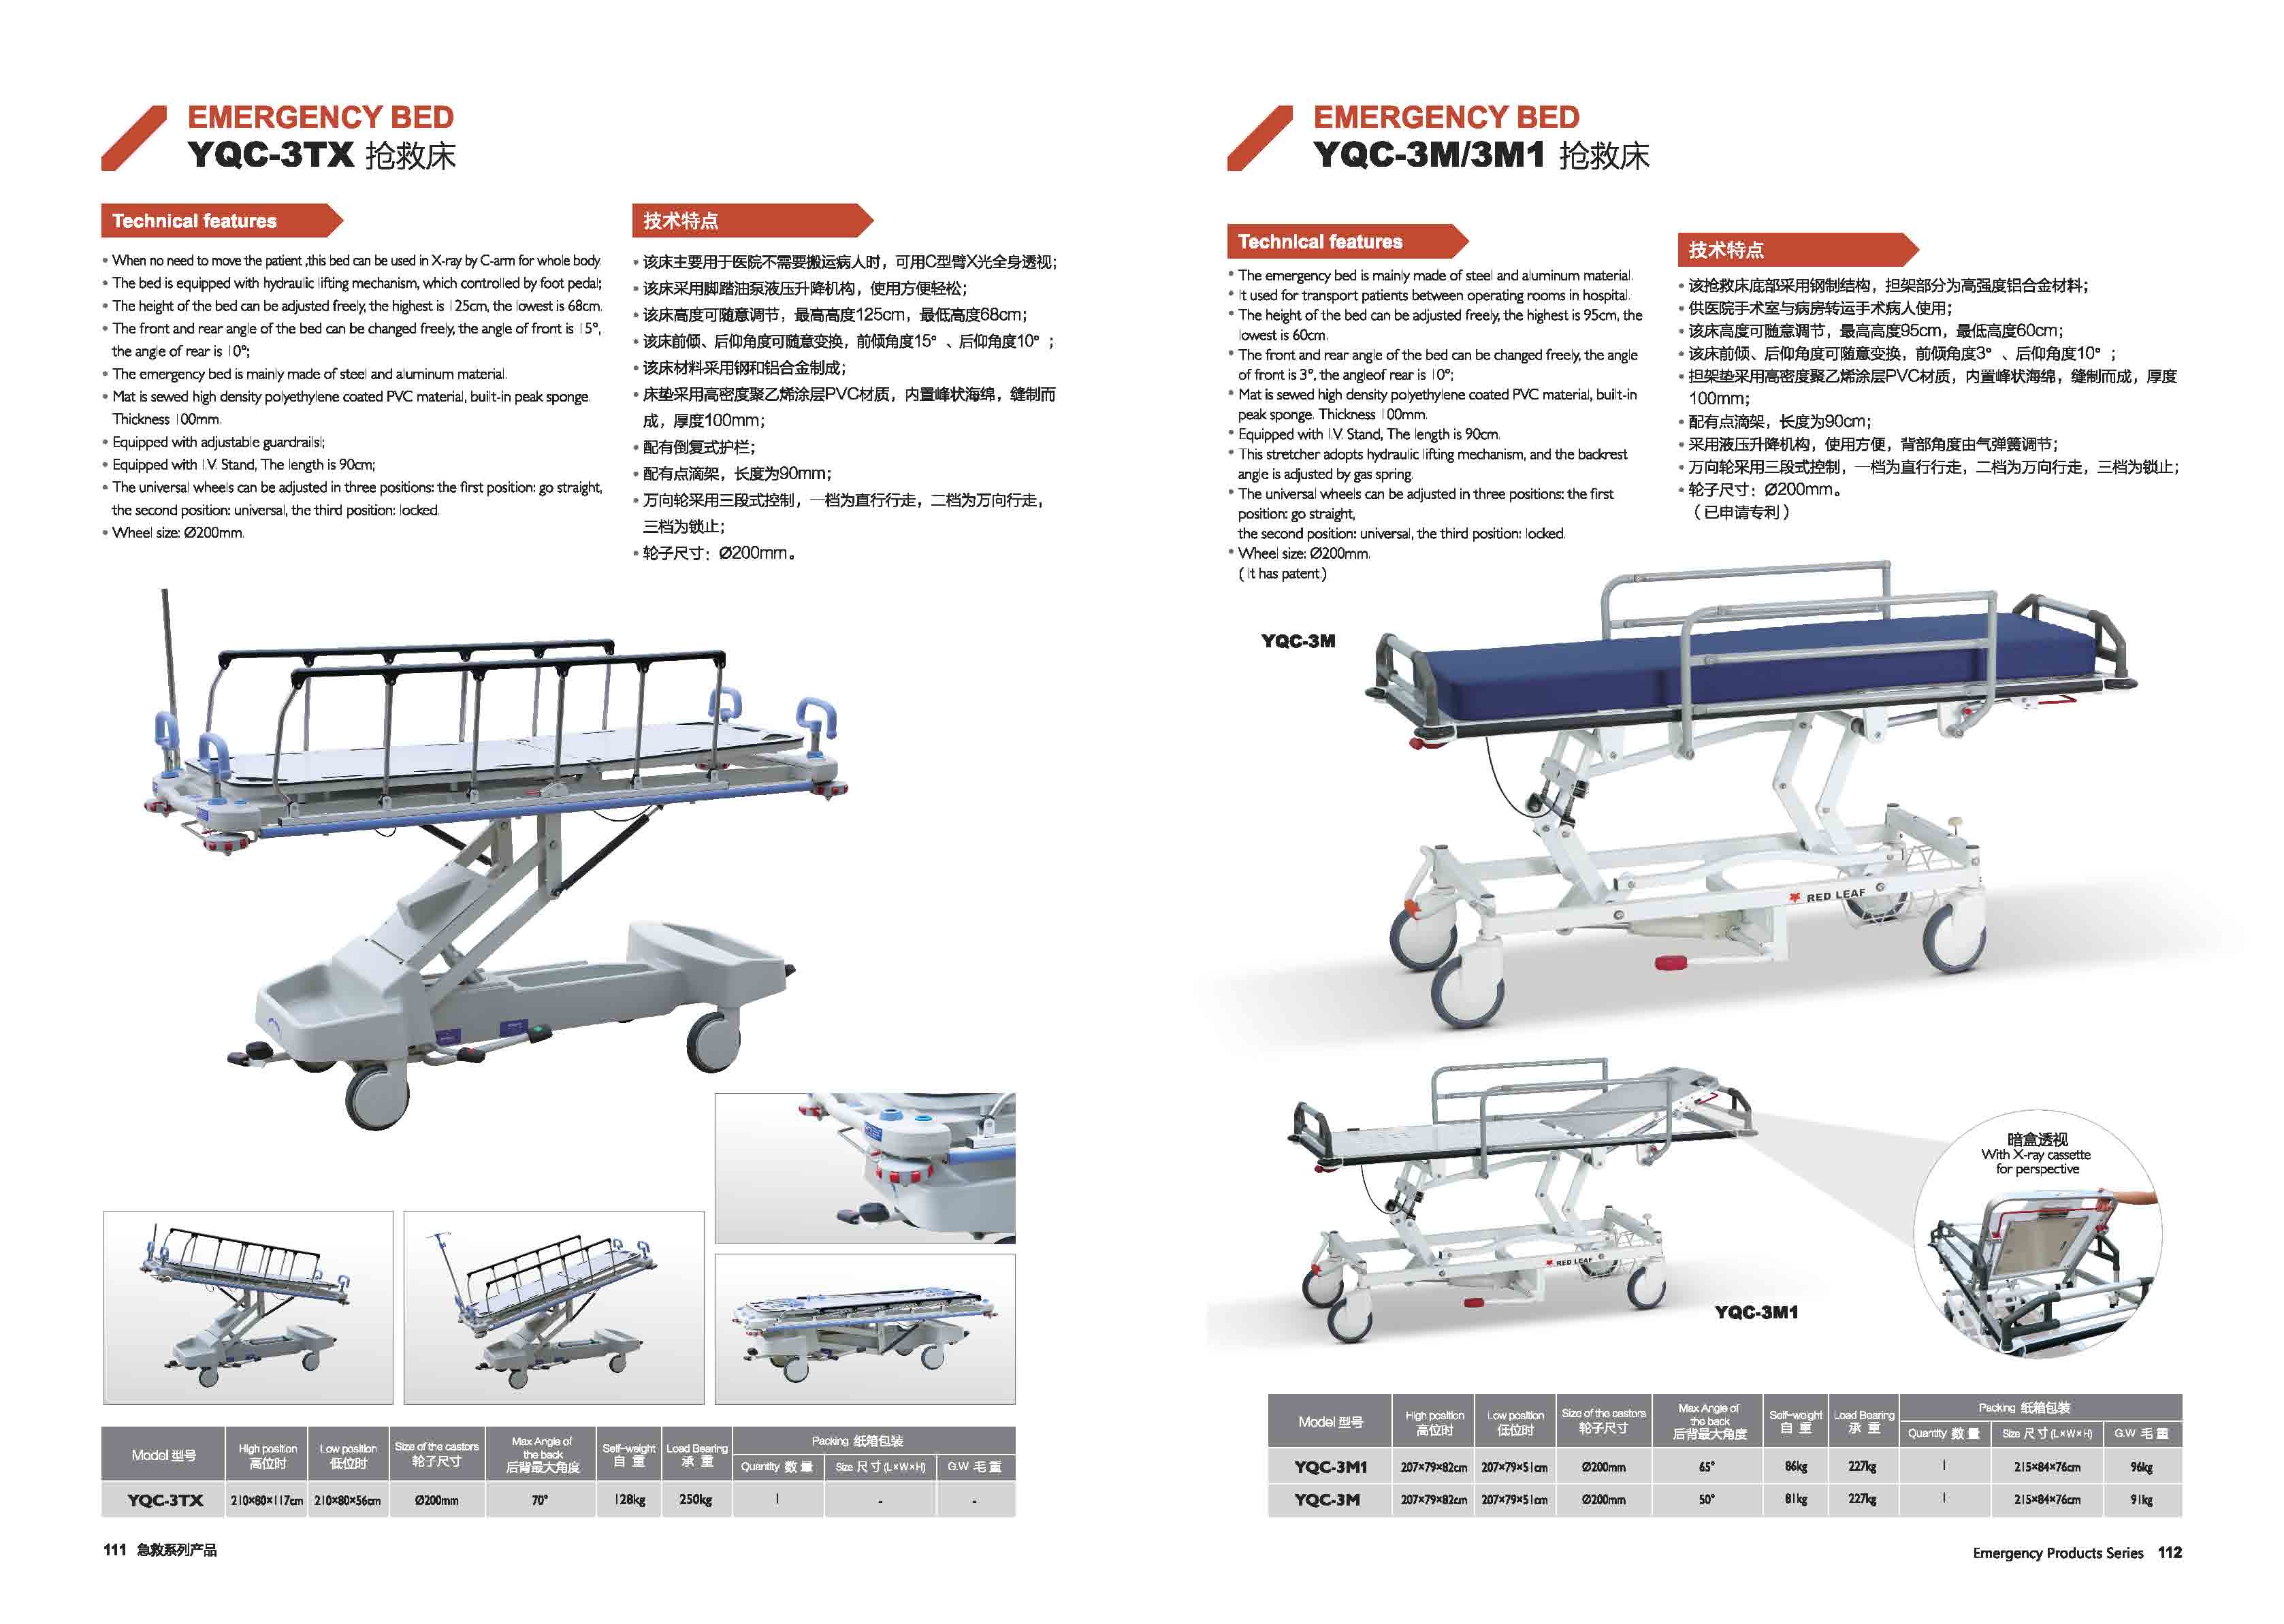 EMERGENCY BED
YQC-3TX 抢救床
Technical features
• When no need to move the patient ,this bed can be used in X-ray by C-arm for whole body
• The bed is equipped with hydraulic lifting mechanism, which controlled by foot pedal;
• The height of the bed can be adjusted freely, the highest is 125cm, the lowest is 68cm.
• The front and rear angle of the bed can be changed freely, the angle of front is 15°,
the angle of rear is 10°;
• The emergency bed is mainly made of steel and aluminum material.
• Mat is sewed high density polyethylene coated PVC material, built-in peak sponge.
Thickness 100mm.
• Equipped with adjustable guardrailsl;
• Equipped with I.V. Stand, The length is 90cm;
• The universal wheels can be adjusted in three positions: the first position: go straight,
the second position: universal, the third position: locked.
• Wheel size: Ø200mm.
技术特点
• 该床主要用于医院不需要搬运病人时，可用C型臂X光全身透视；
• 该床采用脚踏油泵液压升降机构，使用方便轻松；
• 该床高度可随意调节，最高高度125cm，最低高度68cm；
• 该床前倾、后仰角度可随意变换，前倾角度15° 、后仰角度10° ；
• 该床材料采用钢和铝合金制成；
• 床垫采用高密度聚乙烯涂层PVC材质，内置峰状海绵，缝制而
成，厚度100mm；
• 配有倒复式护栏；
• 配有点滴架，长度为90mm；
• 万向轮采用三段式控制，一档为直行行走，二档为万向行走，
三档为锁止；
• 轮子尺寸：Ø200mm。
Model 型号 High position 高位时 Low position 低位时 Size of the castors 轮子尺寸 Max Angle of the back 后背最大角度 Self-weight 自 重 Load Bearing 承 重 Packing 纸箱包装
Quantity 数 量 Size 尺 寸 (L×W×H) G.W 毛 重
YQC-3TX 210×80×117cm 210×80×56cm Ø200mm 70° 128kg 250kg 1 - -
111 急救系列产品
EMERGENCY BED
YQC-3M/3M1 抢救床
Technical features
• The emergency bed is mainly made of steel and aluminum material.
• It used for transport patients between operating rooms in hospital.
• The height of the bed can be adjusted freely, the highest is 95cm, the
lowest is 60cm.
• The front and rear angle of the bed can be changed freely, the angle
of front is 3°, the angleof rear is 10°;
• Mat is sewed high density polyethylene coated PVC material, built-in
peak sponge. Thickness 100mm.
• Equipped with I.V. Stand, The length is 90cm.
• This stretcher adopts hydraulic lifting mechanism, and the backrest
angle is adjusted by gas spring.
• The universal wheels can be adjusted in three positions: the first
position: go straight,
the second position: universal, the third position: locked.
• Wheel size: Ø200mm.
( It has patent.)
技术特点
• 该抢救床底部采用钢制结构，担架部分为高强度铝合金材料；
• 供医院手术室与病房转运手术病人使用；
• 该床高度可随意调节，最高高度95cm，最低高度60cm；
• 该床前倾、后仰角度可随意变换，前倾角度3° 、后仰角度10° ；
• 担架垫采用高密度聚乙烯涂层PVC材质，内置峰状海绵，缝制而成，厚度
100mm；
• 配有点滴架，长度为90cm；
• 采用液压升降机构，使用方便，背部角度由气弹簧调节；
• 万向轮采用三段式控制，一档为直行行走，二档为万向行走，三档为锁止；
• 轮子尺寸：Ø200mm。
（已申请专利）
YQC-3M
RED LEAF
暗盒透视
With X-ray cassette
for perspective
RED LEAF
YQC-3M1
Model 型号 High position 高位时 Low position 低位时 Size of the castors 轮子尺寸 Max Angle of the back 后背最大角度 Self-weight 自 重 Load Bearing 承 重 Packing 纸箱包装
Quantity 数 量 Size 尺 寸 (L×W×H) G.W 毛 重
YQC-3M1 207×79×82cm 207×79×51cm Ø200mm 65° 86kg 227kg 1 215×84×76cm 96kg
YQC-3M 207×79×82cm 207×79×51cm Ø200mm 50° 81kg 227kg 1 215×84×76cm 91kg
Emergency Products Series 112